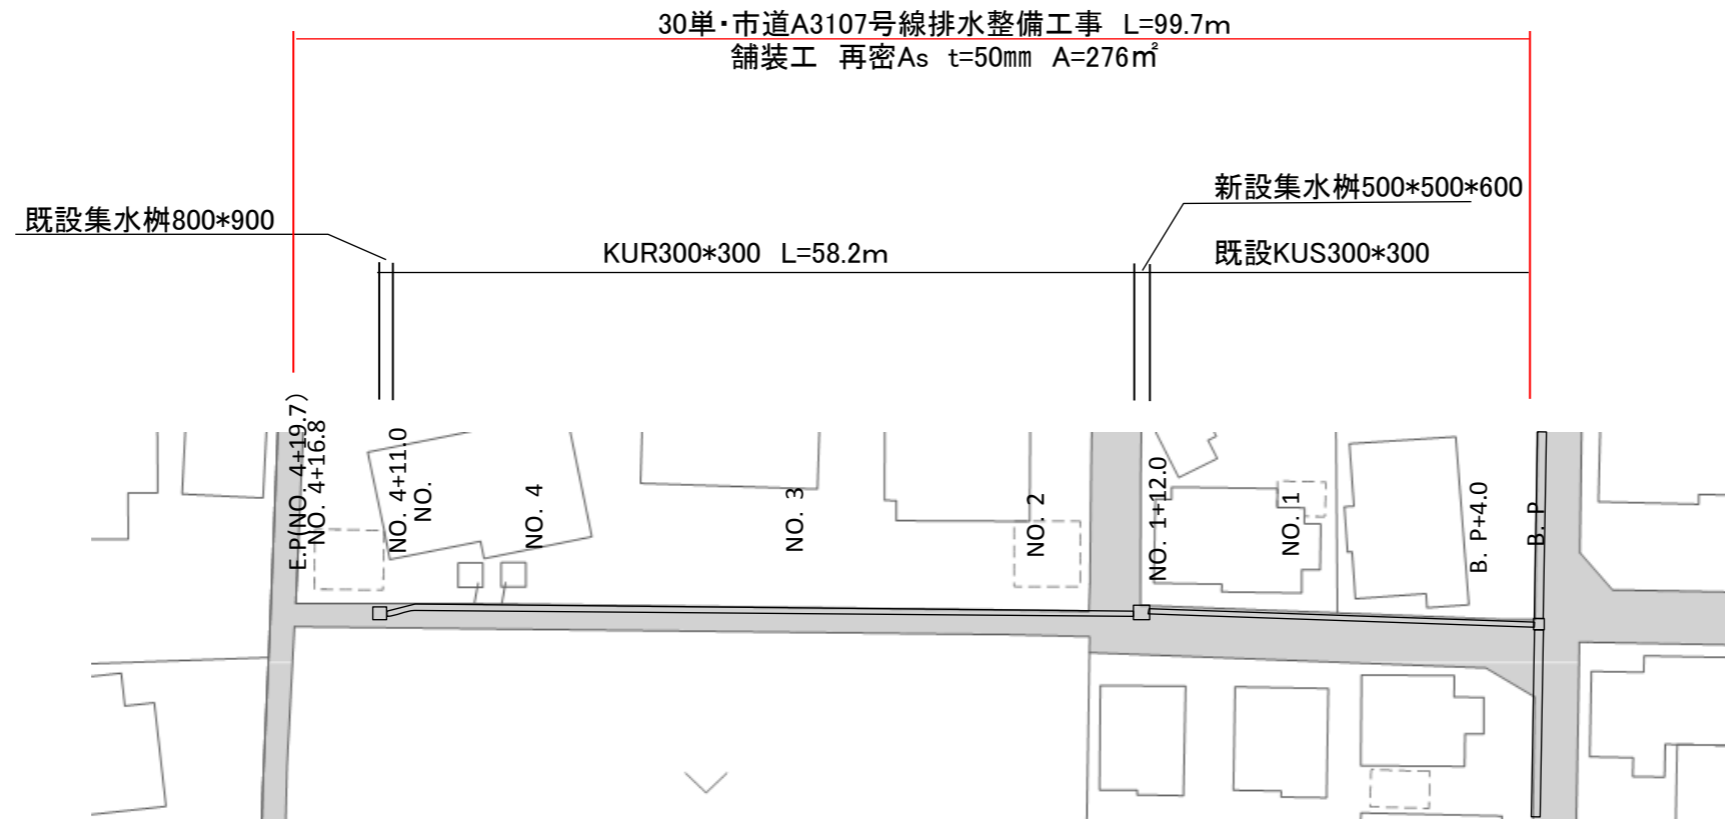 30単・市道A3107号線排水整備工事 L=99.7m
舗装工 再密As t=50㎜ A=276㎡
新設集水桝500*500*600
既設集水桝800*900
KUR300*300 L=58.2m
既設KUS300*300
E.P(NO. 4+19.7)
NO. 4+16.8
NO. 4+11.0
NO.
NO. 4
NO. 3
NO. 2
NO. 1+12.0
NO. 1
B. P+4.0
B. P